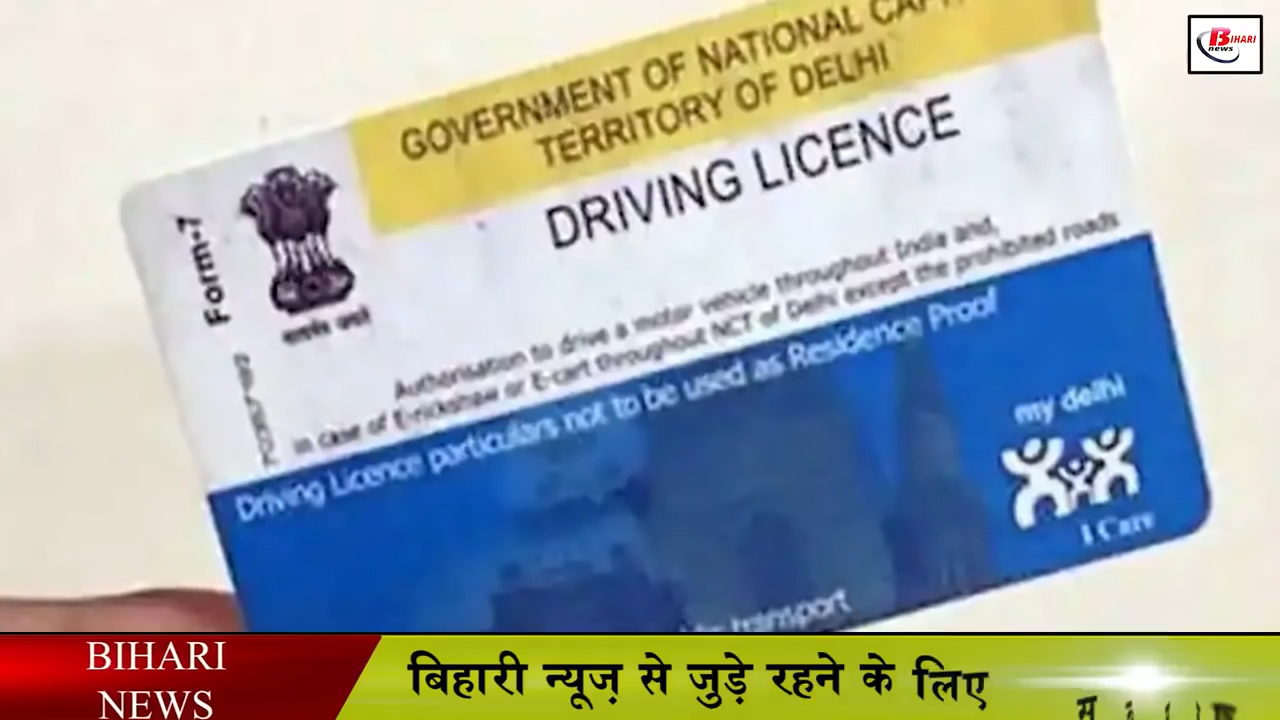 BIHARI
news
GOVERNMENT OF NATIONAL
TERRITORY OF DELHI
DRIVING LICENCE
Form-7
Authorisation to drive a motor vehicle throughout India and,
in case of E-rickshaw or E-cart throughout NCT of Delhi except the prohibited roads
Driving Licence particulars not to be used as Residence Proof
my delhi
I Care
transport
BIHARI
NEWS
बिहारी न्यूज़ से जुड़े रहने के लिए